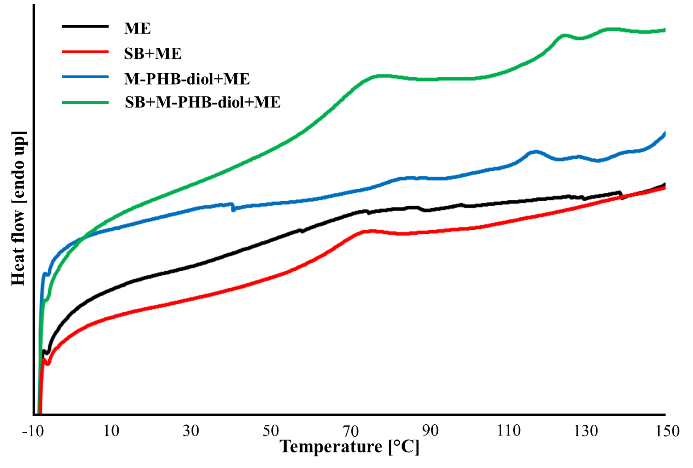 ME
SB+ME
M-PHB-diol+ME
SB+M-PHB-diol+ME
Heat flow [endo up]
-10 10 30 50 70 90 110 130 150
Temperature [°C]